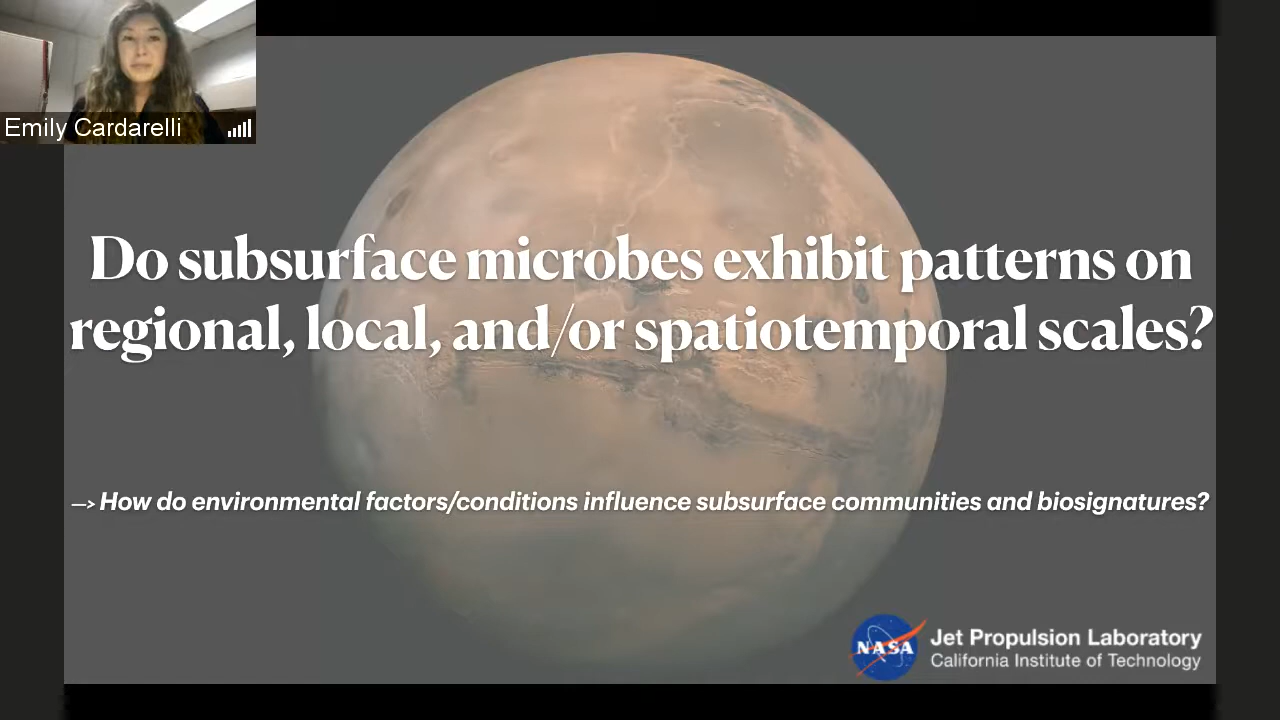 Emily Cardarelli
Do subsurface microbes exhibit patterns on
regional, local, and/or spatiotemporal scales?
—> How do environmental factors/conditions influence subsurface communities and biosignatures?
NASA
Jet Propulsion Laboratory
California Institute of Technology